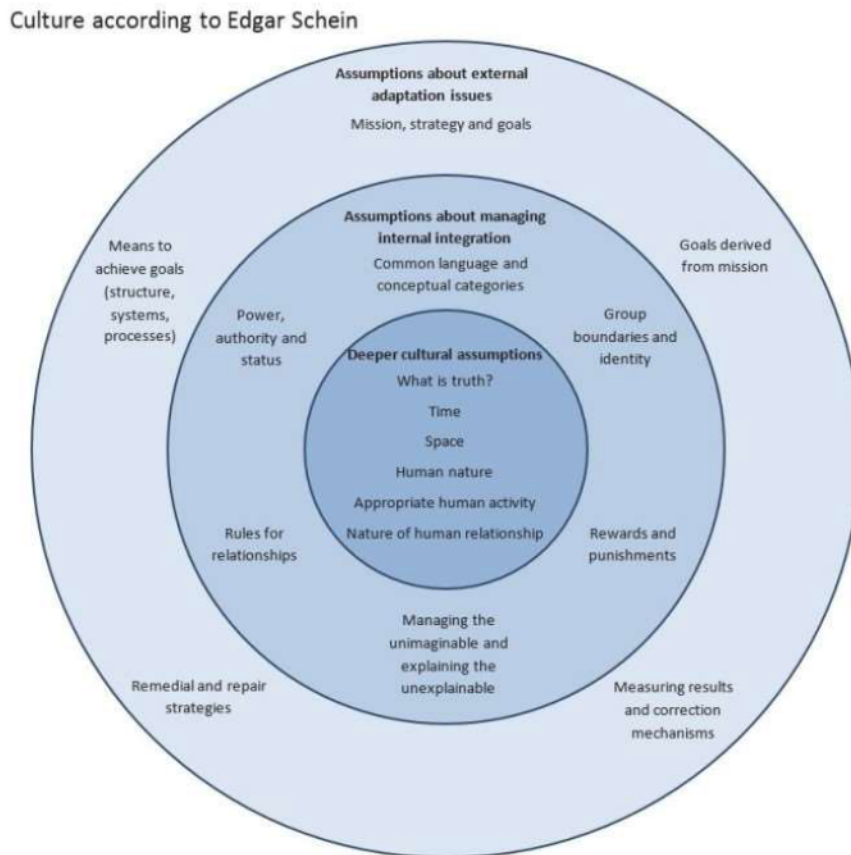 Culture according to Edgar Schein
Assumptions about external
adaptation issues
Mission, strategy and goals
Means to
achieve goals
(structure,
systems,
processes)
Goals derived
from mission
Assumptions about managing
internal integration
Common language and
conceptual categories
Power,
authority and
status
Group
boundaries and
identity
Deeper cultural assumptions
What is truth?
Time
Space
Human nature
Appropriate human activity
Nature of human relationship
Rules for
relationships
Rewards and
punishments
Managing the
unimaginable and
explaining the
unexplainable
Remedial and repair
strategies
Measuring results
and correction
mechanisms